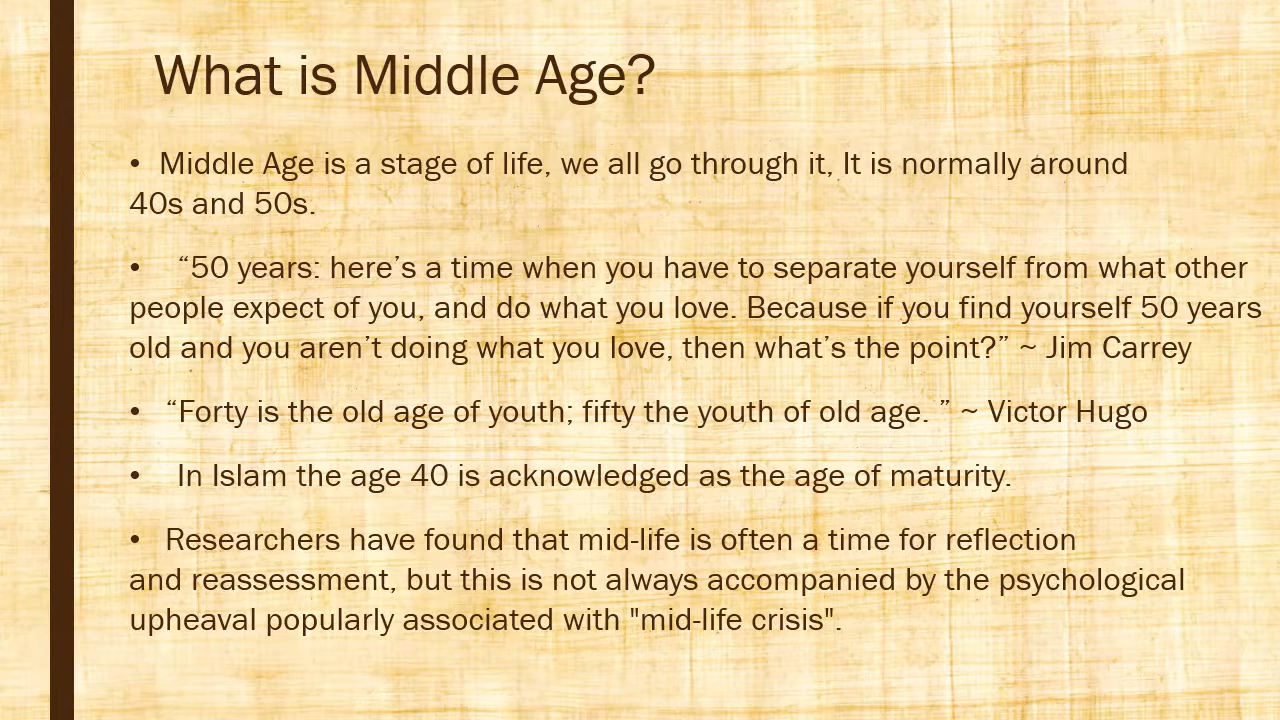 What is Middle Age?
• Middle Age is a stage of life, we all go through it, It is normally around
40s and 50s.
• “50 years: here’s a time when you have to separate yourself from what other
people expect of you, and do what you love. Because if you find yourself 50 years
old and you aren’t doing what you love, then what’s the point?” ~ Jim Carrey
• “Forty is the old age of youth; fifty the youth of old age. ” ~ Victor Hugo
• In Islam the age 40 is acknowledged as the age of maturity.
• Researchers have found that mid-life is often a time for reflection
and reassessment, but this is not always accompanied by the psychological
upheaval popularly associated with "mid-life crisis".